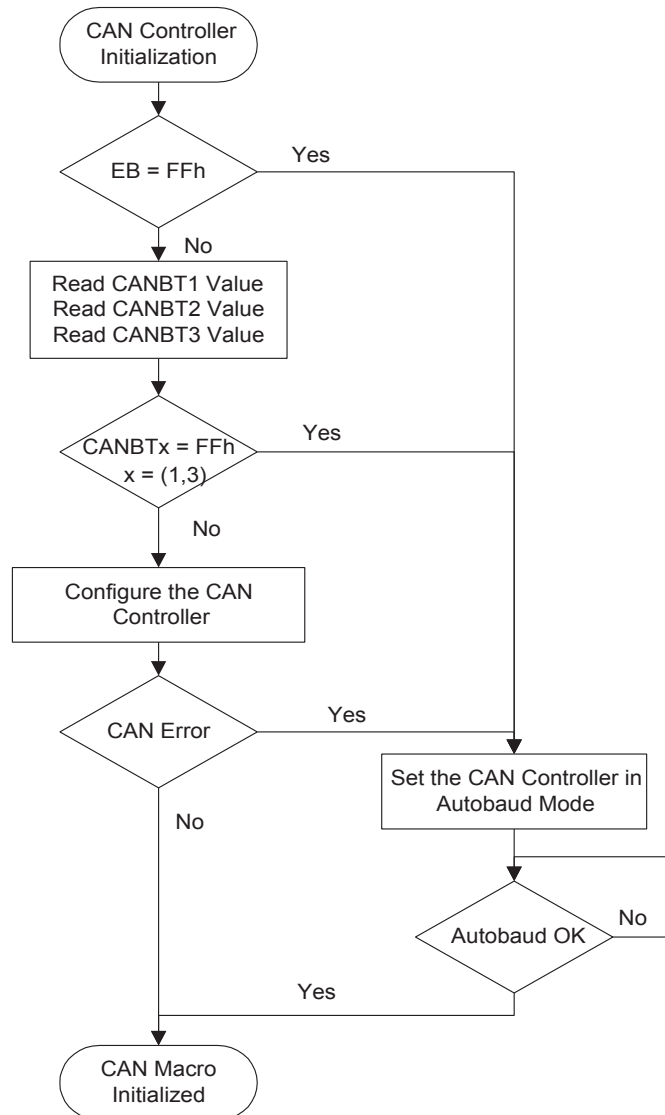 CAN Controller
Initialization
EB = FFh
Yes
No
Read CANBT1 Value
Read CANBT2 Value
Read CANBT3 Value
CANBTx = FFh
x = (1,3)
Yes
No
Configure the CAN
Controller
CAN Error
Yes
No
Set the CAN Controller in
Autobaud Mode
Autobaud OK
No
Yes
CAN Macro
Initialized